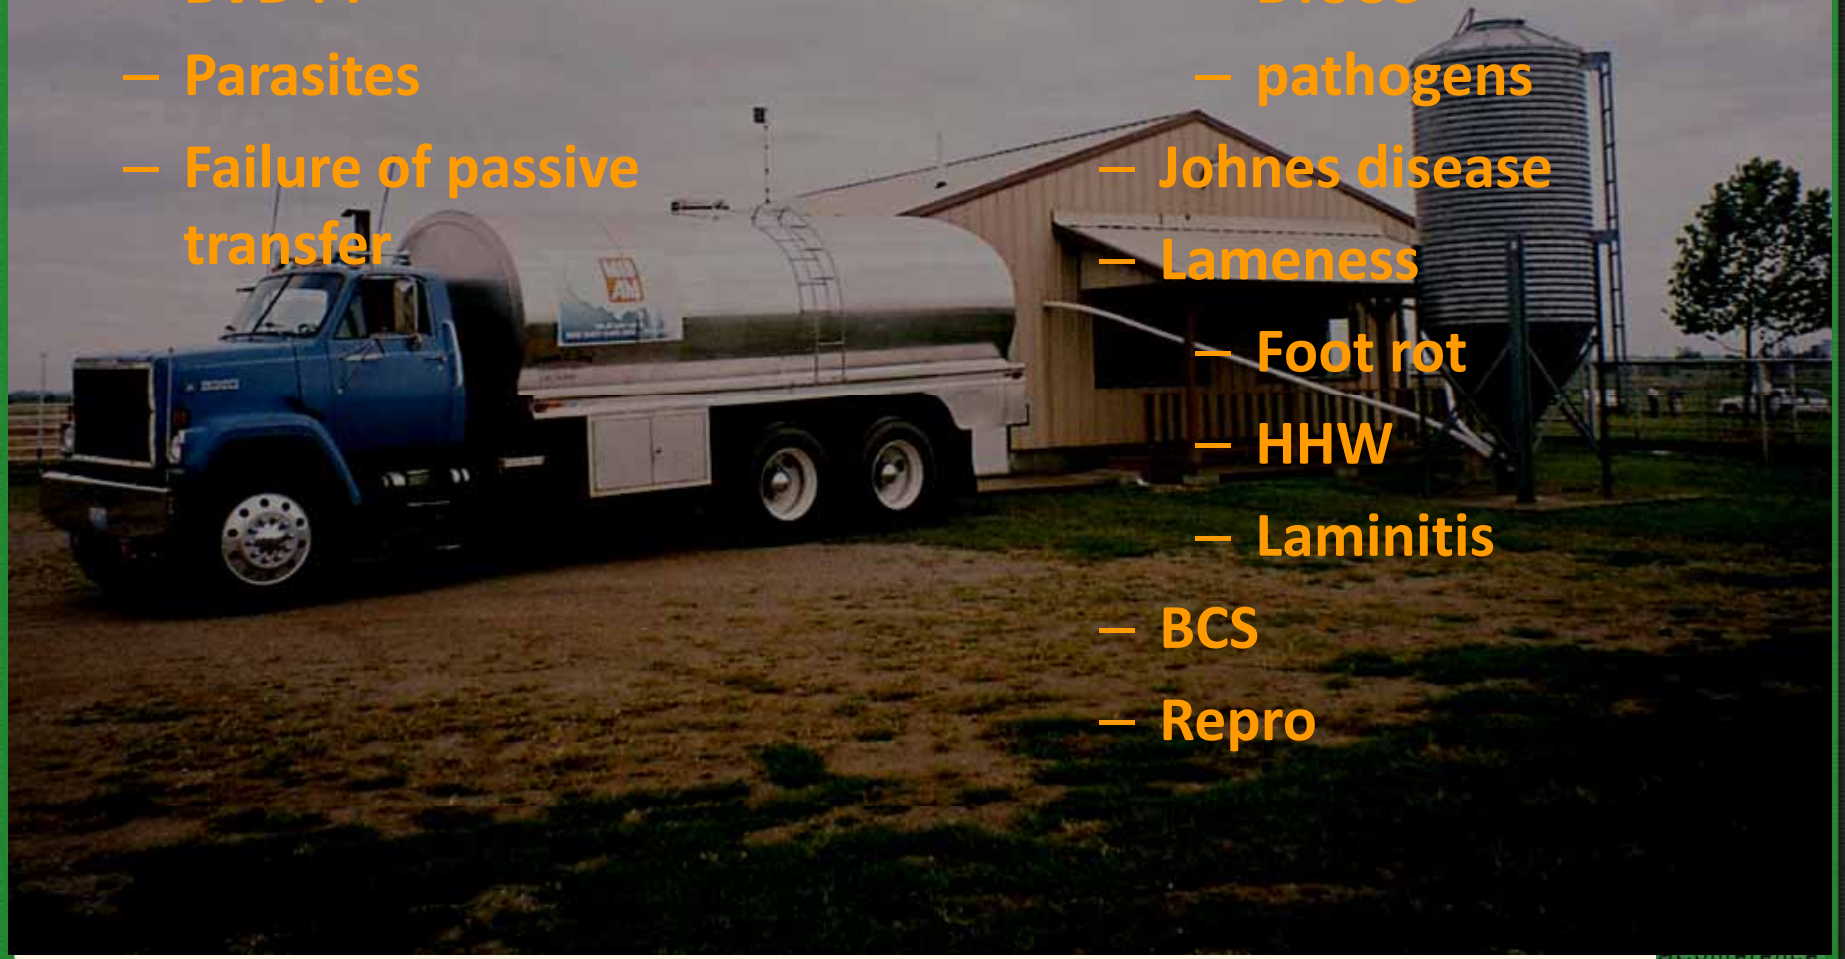 – Parasites
– Failure of passive
transfer
– pathogens
– Johnes disease
– Lameness
– Foot rot
– HHW
– Laminitis
– BCS
– Repro